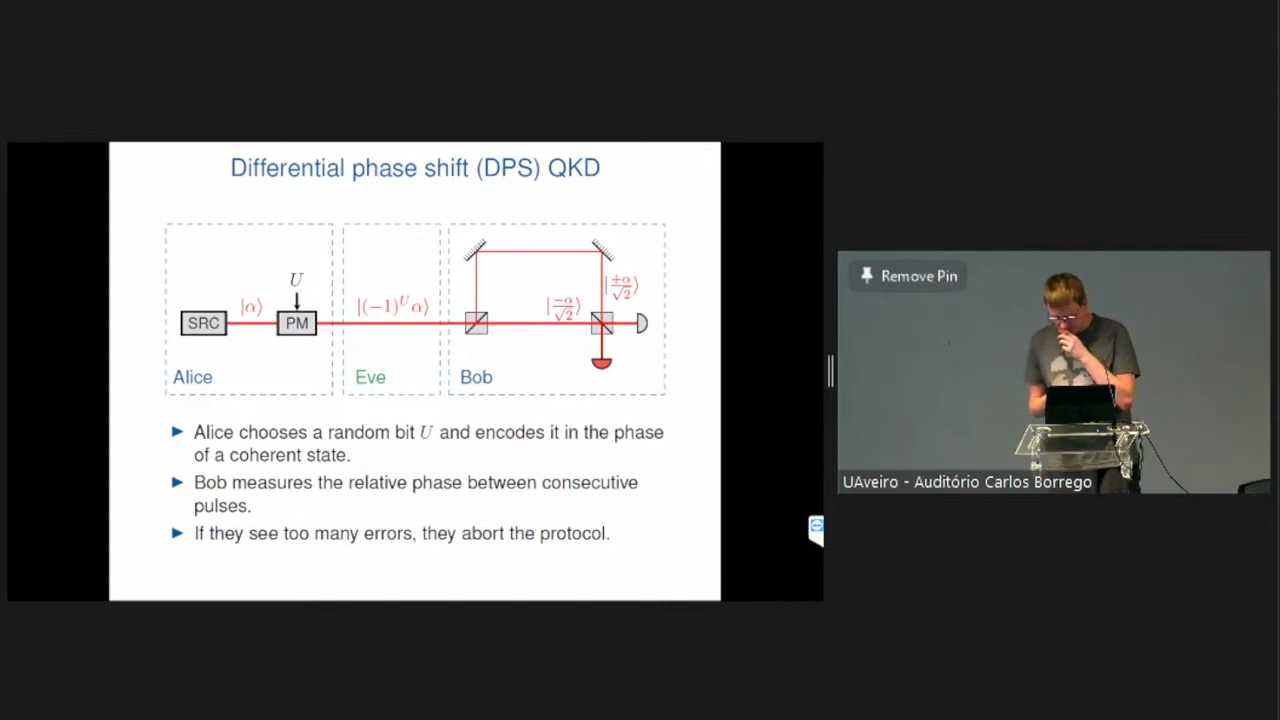 Differential phase shift (DPS) QKD
U
|α⟩
|(−1)^U α⟩
|−α/√2⟩
|+α/√2⟩
SRC
PM
Alice
Eve
Bob
► Alice chooses a random bit U and encodes it in the phase
of a coherent state.
► Bob measures the relative phase between consecutive
pulses.
► If they see too many errors, they abort the protocol.
Remove Pin
UAveiro - Auditório Carlos Borrego